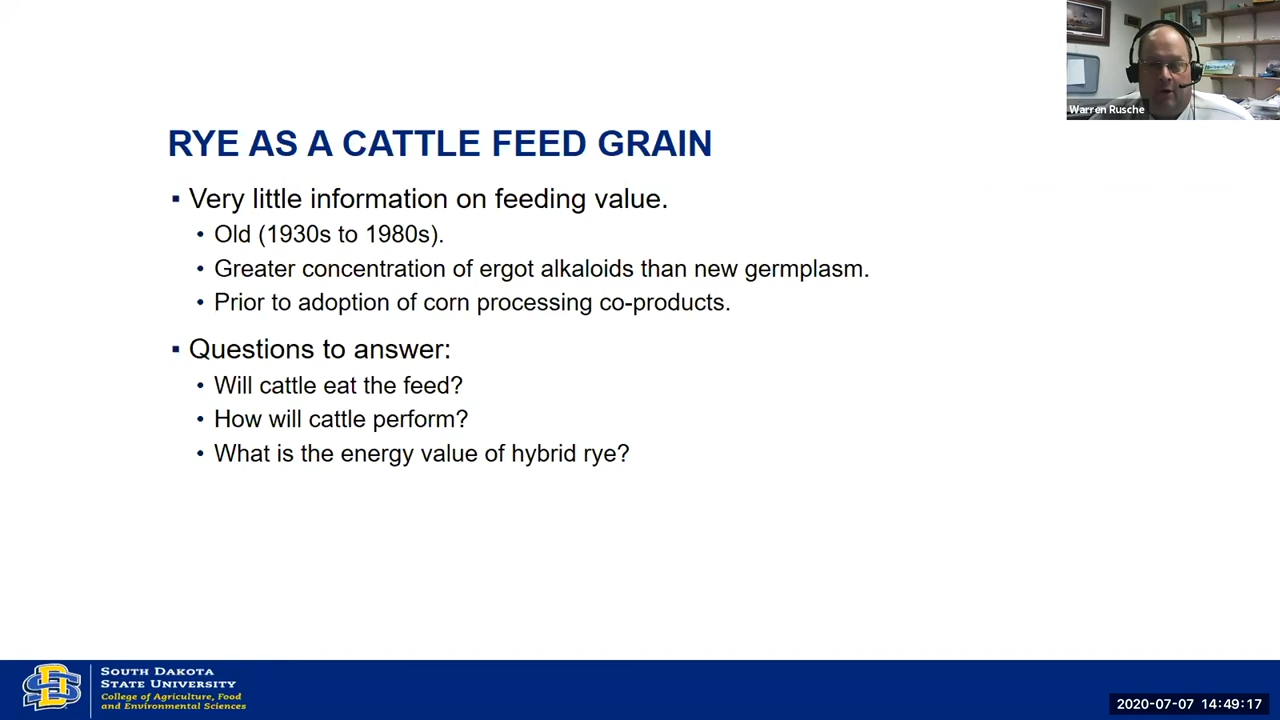 Warren Rusche
RYE AS A CATTLE FEED GRAIN
▪ Very little information on feeding value.
• Old (1930s to 1980s).
• Greater concentration of ergot alkaloids than new germplasm.
• Prior to adoption of corn processing co-products.
▪ Questions to answer:
• Will cattle eat the feed?
• How will cattle perform?
• What is the energy value of hybrid rye?
SOUTH DAKOTA
STATE UNIVERSITY
College of Agriculture, Food
and Environmental Sciences
2020-07-07 14:49:17